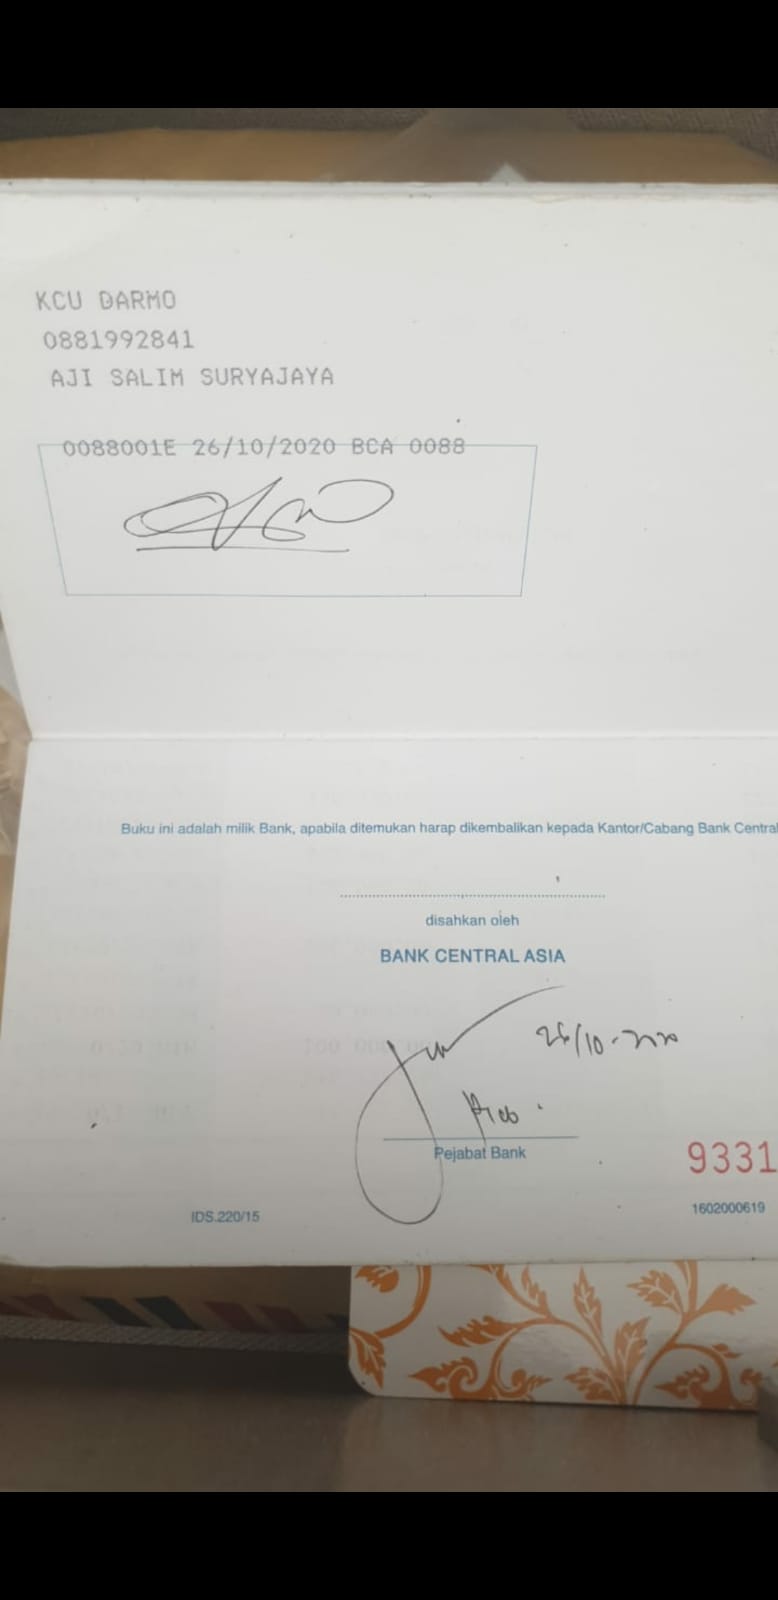 KCU DARMO
0881992841
AJI SALIM SURYAJAYA
0088001E 26/10/2020 BCA 0088
Buku ini adalah milik Bank, apabila ditemukan harap dikembalikan kepada Kantor/Cabang Bank Central
disahkan oleh
BANK CENTRAL ASIA
Pejabat Bank
9331
IDS.220/15
1602000619